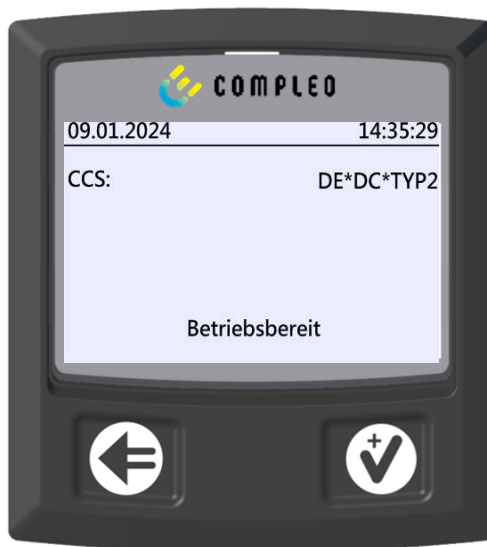 COMPLEO
09.01.2024 14:35:29
CCS: DE*DC*TYP2
Betriebsbereit